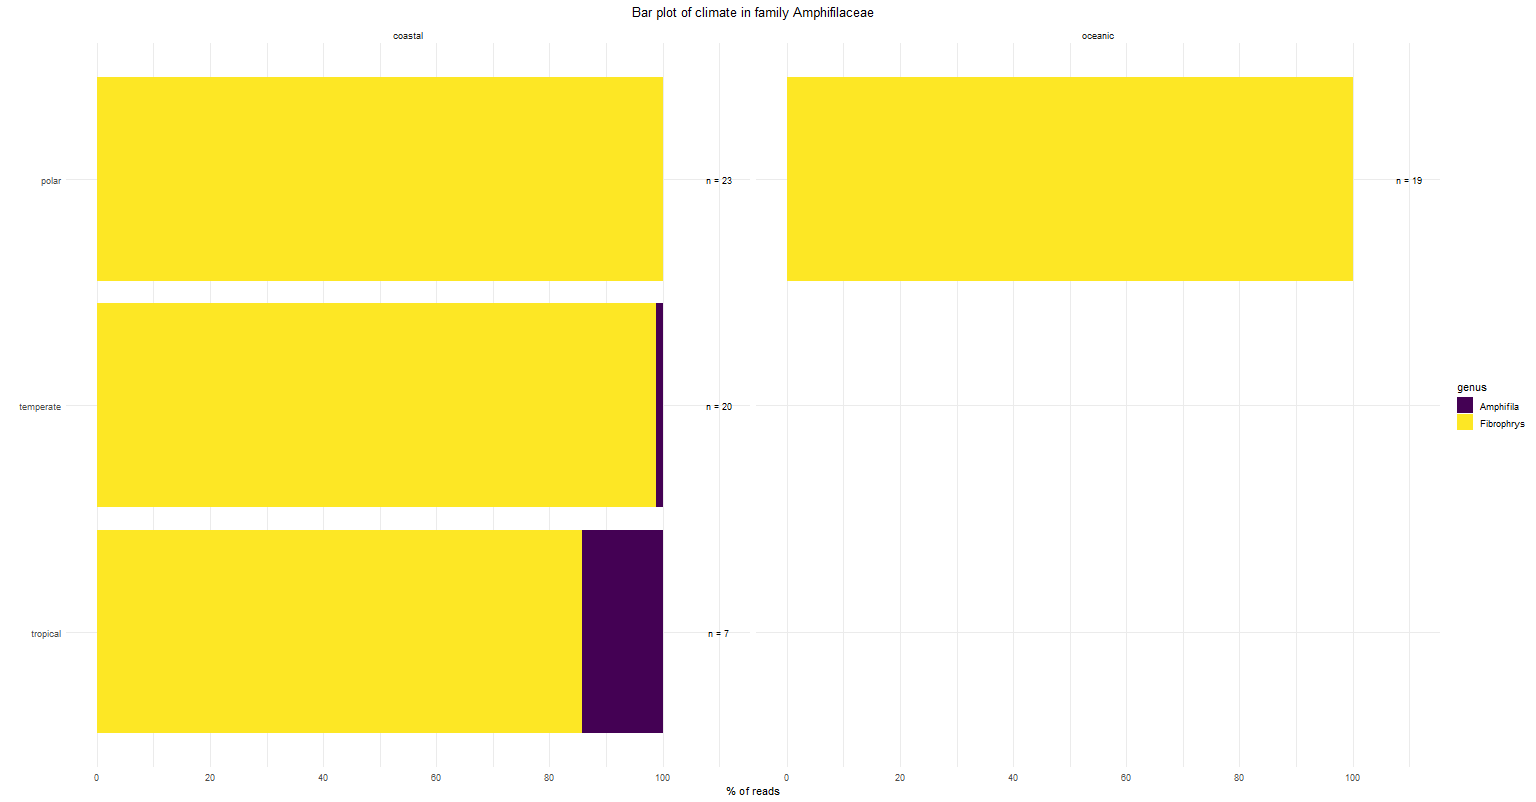 Bar plot of climate in family Amphifilaceae
coastal
oceanic
polar
n = 23
n = 19
temperate
n = 20
genus
Amphifila
Fibrophrys
tropical
n = 7
0 20 40 60 80 100
0 20 40 60 80 100
% of reads